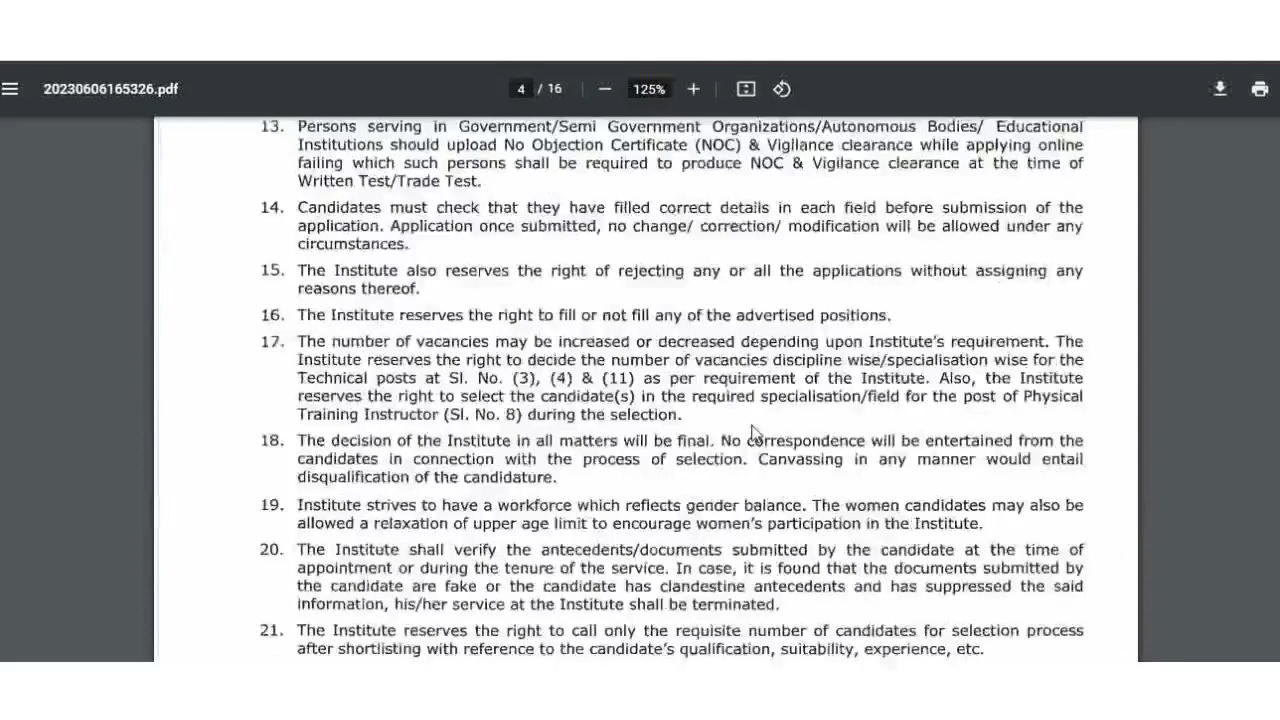 20230606165326.pdf
4 / 16
125%
13. Persons serving in Government/Semi Government Organizations/Autonomous Bodies/ Educational
Institutions should upload No Objection Certificate (NOC) & Vigilance clearance while applying online
failing which such persons shall be required to produce NOC & Vigilance clearance at the time of
Written Test/Trade Test.
14. Candidates must check that they have filled correct details in each field before submission of the
application. Application once submitted, no change/ correction/ modification will be allowed under any
circumstances.
15. The Institute also reserves the right of rejecting any or all the applications without assigning any
reasons thereof.
16. The Institute reserves the right to fill or not fill any of the advertised positions.
17. The number of vacancies may be increased or decreased depending upon Institute's requirement. The
Institute reserves the right to decide the number of vacancies discipline wise/specialisation wise for the
Technical posts at Sl. No. (3), (4) & (11) as per requirement of the Institute. Also, the Institute
reserves the right to select the candidate(s) in the required specialisation/field for the post of Physical
Training Instructor (Sl. No. 8) during the selection.
18. The decision of the Institute in all matters will be final. No correspondence will be entertained from the
candidates in connection with the process of selection. Canvassing in any manner would entail
disqualification of the candidature.
19. Institute strives to have a workforce which reflects gender balance. The women candidates may also be
allowed a relaxation of upper age limit to encourage women's participation in the Institute.
20. The Institute shall verify the antecedents/documents submitted by the candidate at the time of
appointment or during the tenure of the service. In case, it is found that the documents submitted by
the candidate are fake or the candidate has clandestine antecedents and has suppressed the said
information, his/her service at the Institute shall be terminated.
21. The Institute reserves the right to call only the requisite number of candidates for selection process
after shortlisting with reference to the candidate's qualification, suitability, experience, etc.